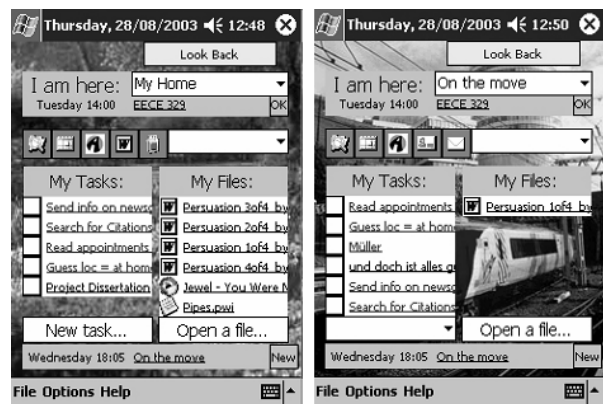 Thursday, 28/08/2003 12:48
Look Back
I am here: My Home
Tuesday 14:00 EECE 329 OK
My Tasks: My Files:
Send info on newsg Persuasion 3of4 by
Search for Citations Persuasion 2of4 by
Read appointments Persuasion 1of4 by
Guess loc = at hom Persuasion 4of4 by
Project Dissertation Jewel - You Were M
Pipes.pwi
New task... Open a file...
Wednesday 18:05 On the move New
File Options Help
Thursday, 28/08/2003 12:50
Look Back
I am here: On the move
Tuesday 14:00 EECE 329 OK
My Tasks: My Files:
Read appointments Persuasion 1of4 by
Guess loc = at hom
Müller
und doch ist alles g
Send info on newsg
Search for Citations
Open a file...
Wednesday 18:05 On the move New
File Options Help